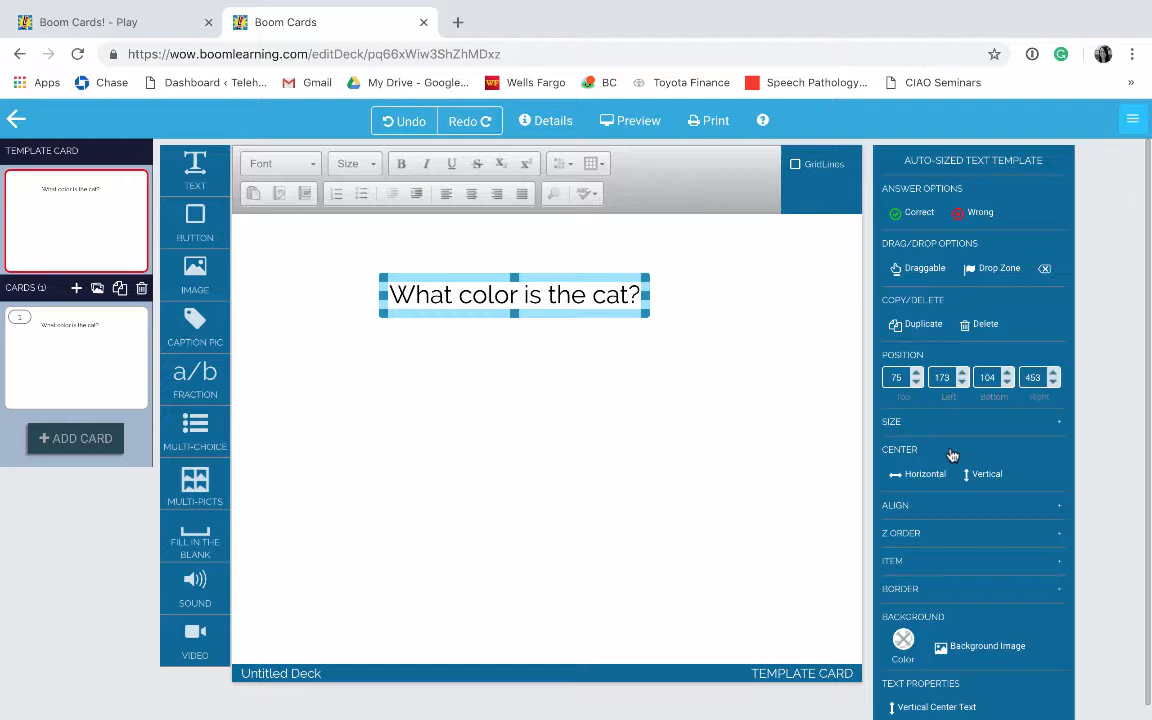 Boom Cards! - Play
Boom Cards
https://wow.boomlearning.com/editDeck/pq66xWiw3ShZhMDxz
Apps
Chase
Dashboard ‹ Teleh...
Gmail
My Drive - Google...
Wells Fargo
BC
Toyota Finance
Speech Pathology...
CIAO Seminars
»
Undo
Redo
Details
Preview
Print
TEMPLATE CARD
What color is the cat?
CARDS (1)
1
What color is the cat?
+ ADD CARD
TEXT
BUTTON
IMAGE
CAPTION PIC
a/b
FRACTION
MULTI-CHOICE
MULTI-PICTS
FILL IN THE
BLANK
SOUND
VIDEO
Font
Size
B I U S X₂ X²
GridLines
What color is the cat?
Untitled Deck
TEMPLATE CARD
AUTO-SIZED TEXT TEMPLATE
ANSWER OPTIONS
Correct
Wrong
DRAG/DROP OPTIONS
Draggable
Drop Zone
COPY/DELETE
Duplicate
Delete
POSITION
75 173 104 453
Top Left Bottom Right
SIZE +
CENTER
Horizontal
Vertical
ALIGN +
Z ORDER +
ITEM +
BORDER +
BACKGROUND
Color
Background Image
TEXT PROPERTIES
Vertical Center Text